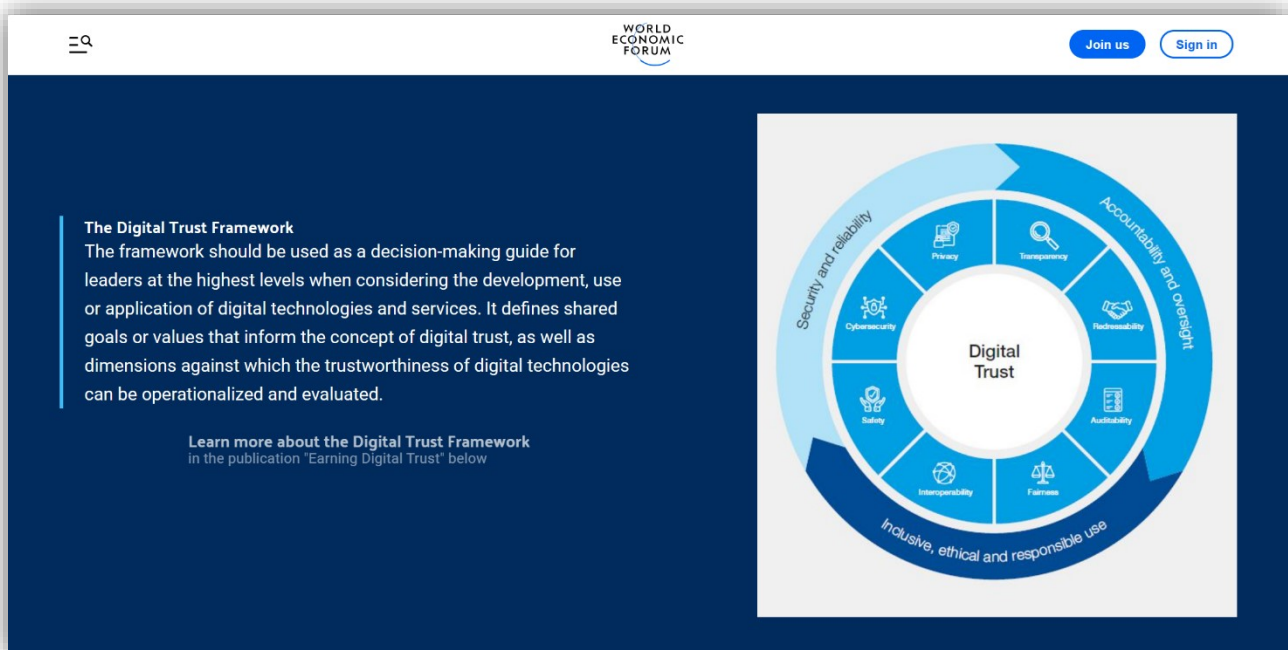 WORLD
ECONOMIC
FORUM
Join us
Sign in
The Digital Trust Framework
The framework should be used as a decision-making guide for
leaders at the highest levels when considering the development, use
or application of digital technologies and services. It defines shared
goals or values that inform the concept of digital trust, as well as
dimensions against which the trustworthiness of digital technologies
can be operationalized and evaluated.
Learn more about the Digital Trust Framework
in the publication "Earning Digital Trust" below
Security and reliability
Accountability and oversight
Inclusive, ethical and responsible use
Privacy
Transparency
Cybersecurity
Redressability
Digital
Trust
Safety
Auditability
Interoperability
Fairness